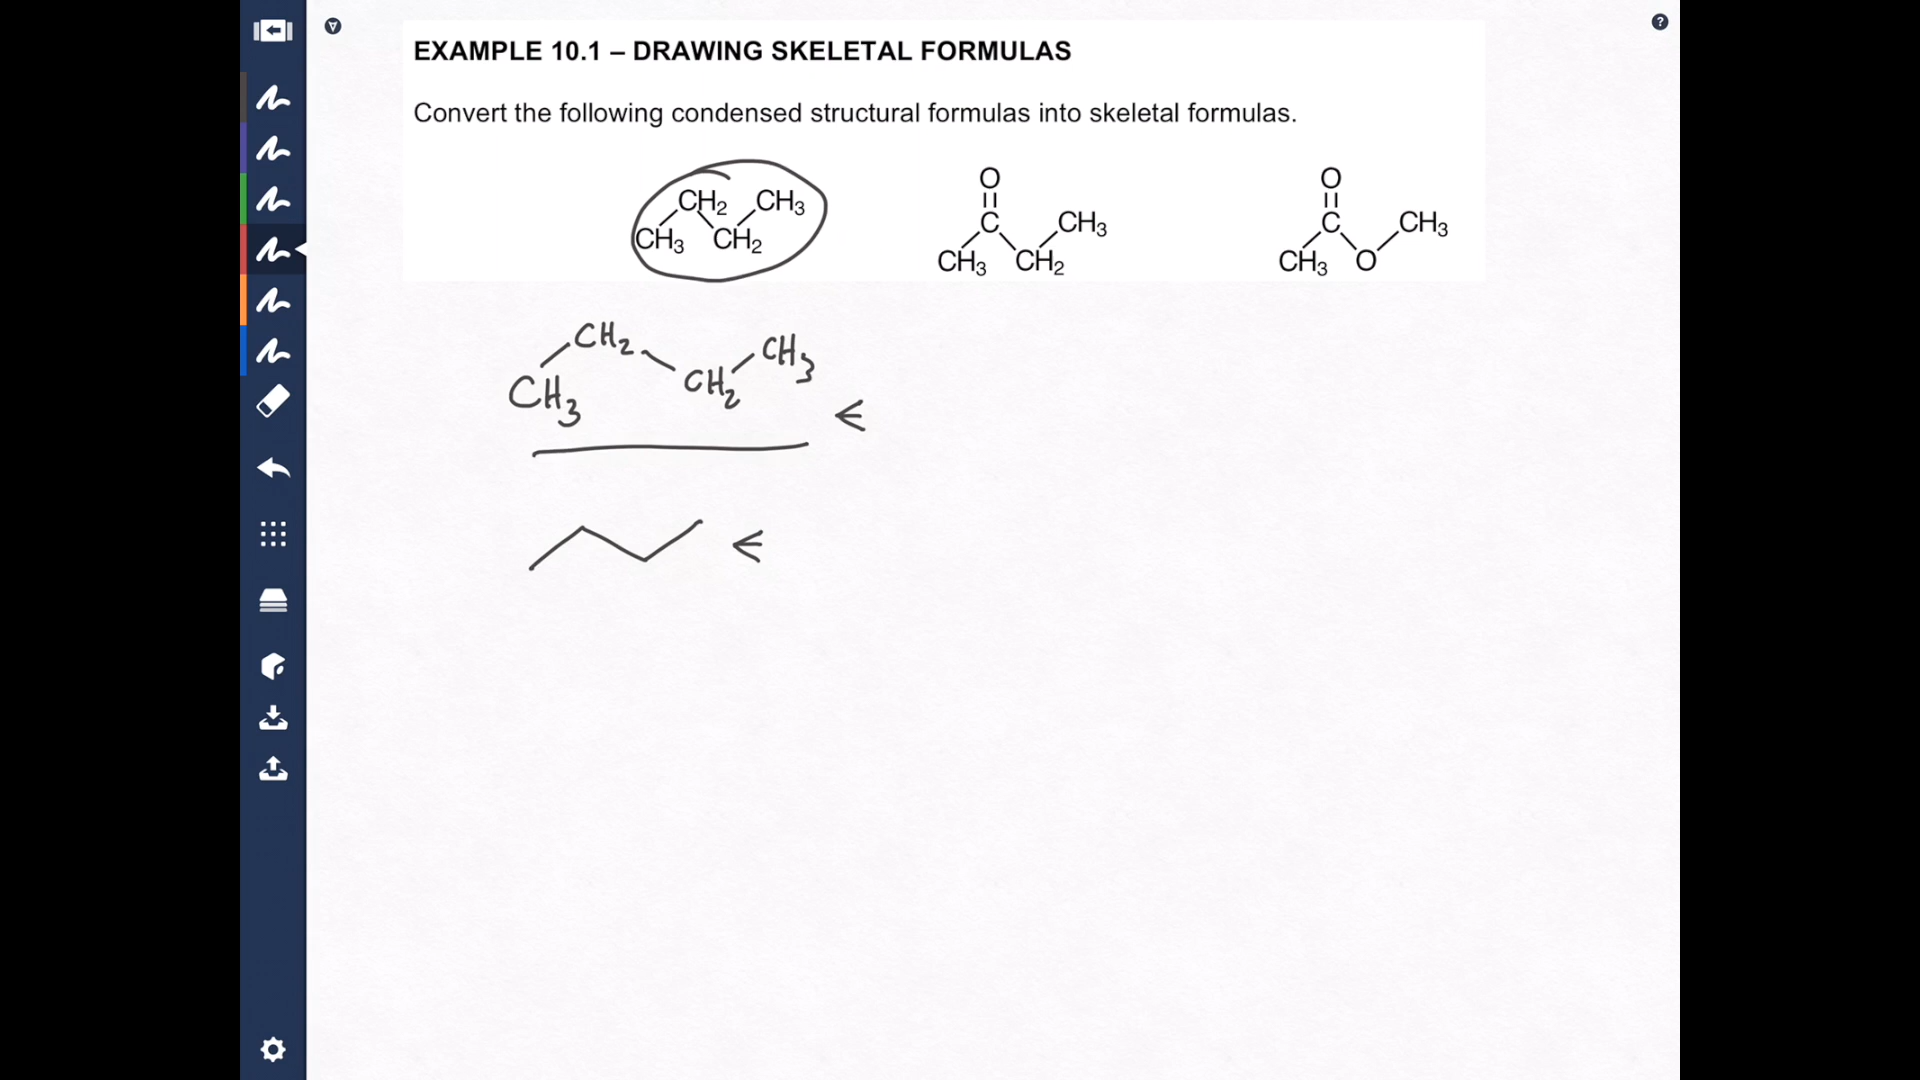 EXAMPLE 10.1 – DRAWING SKELETAL FORMULAS
Convert the following condensed structural formulas into skeletal formulas.
O O
CH2 CH3 C CH3 C CH3
CH3 CH2 CH3 CH2 CH3 O
CH2 CH3
CH3 CH2